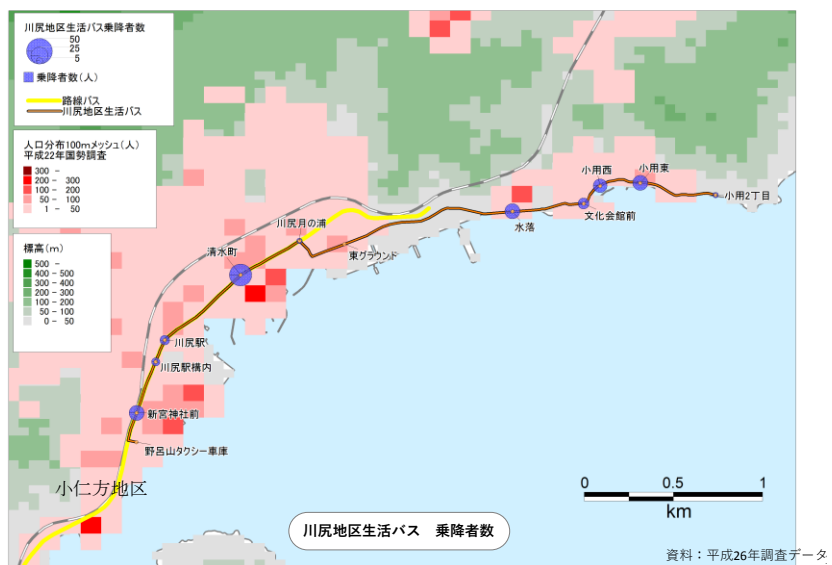 川尻地区生活バス乗降者数
50
25
5
乗降者数(人)
路線バス
川尻地区生活バス
人口分布100mメッシュ(人)
平成22年国勢調査
300 -
200 - 300
100 - 200
50 - 100
1 - 50
標高(m)
500 -
400 - 500
300 - 400
200 - 300
100 - 200
50 - 100
0 - 50
小用西
小用東
小用2丁目
文化会館前
水落
川尻月の浦
東グラウンド
清水町
川尻駅
川尻駅構内
新宮神社前
野呂山タクシー車庫
小仁方地区
0 0.5 1
km
川尻地区生活バス 乗降者数
資料：平成26年調査データ